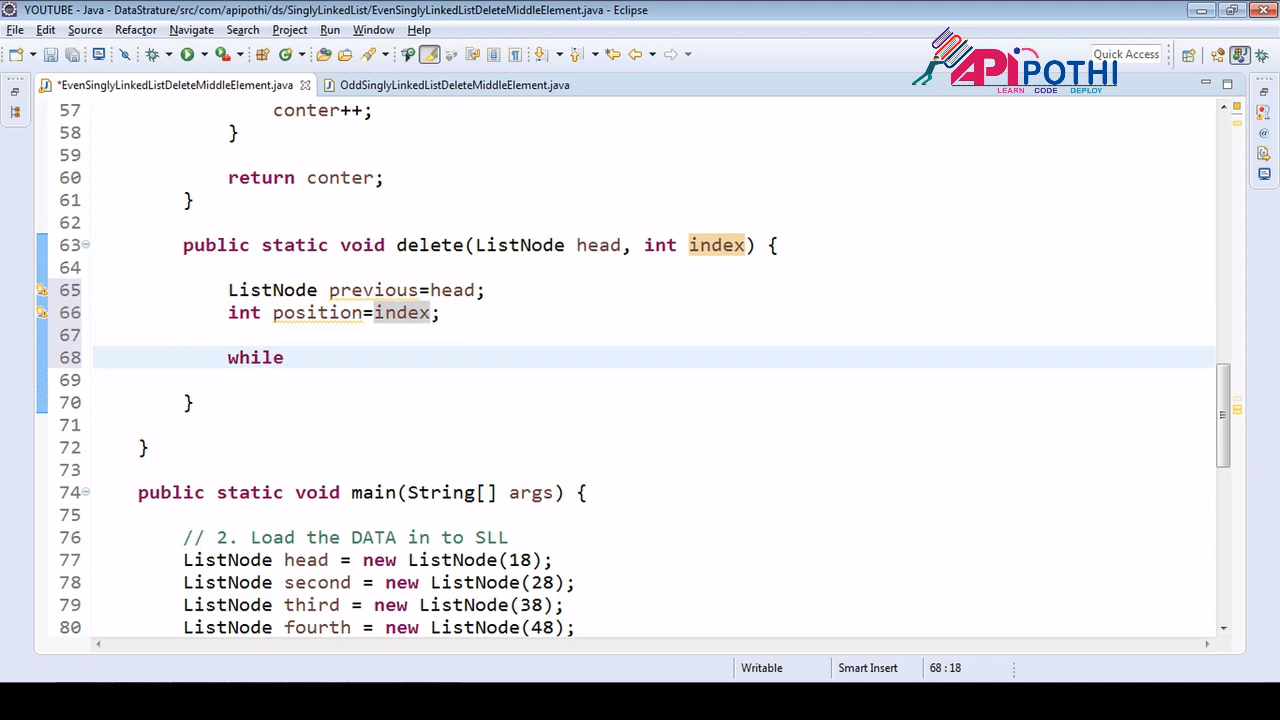 YOUTUBE - Java - DataStrature/src/com/apipothi/ds/SinglyLinkedList/EvenSinglyLinkedListDeleteMiddleElement.java - Eclipse
File Edit Source Refactor Navigate Search Project Run Window Help
Quick Access
APIPOTHI
LEARN CODE DEPLOY
*EvenSinglyLinkedListDeleteMiddleElement.java OddSinglyLinkedListDeleteMiddleElement.java
57 conter++;
58 }
59
60 return conter;
61 }
62
63 public static void delete(ListNode head, int index) {
64
65 ListNode previous=head;
66 int position=index;
67
68 while
69
70 }
71
72 }
73
74 public static void main(String[] args) {
75
76 // 2. Load the DATA in to SLL
77 ListNode head = new ListNode(18);
78 ListNode second = new ListNode(28);
79 ListNode third = new ListNode(38);
80 ListNode fourth = new ListNode(48);
Writable Smart Insert 68 : 18